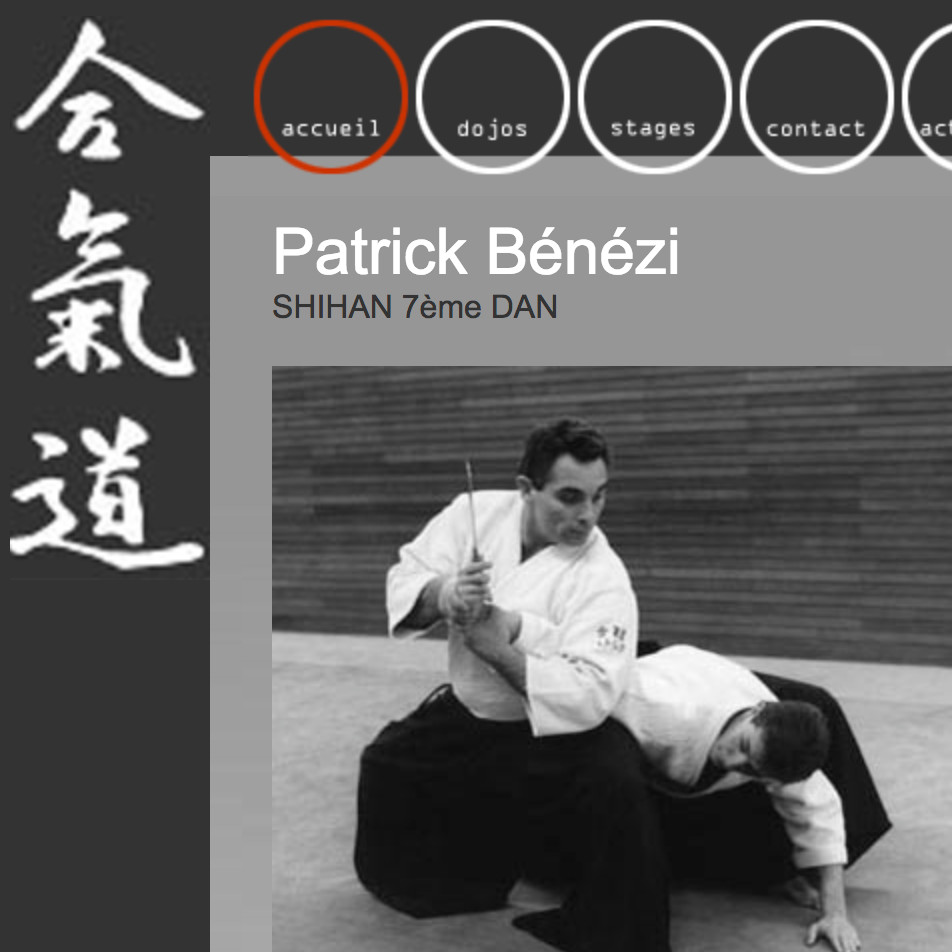 合
氣
道
accueil
dojos
stages
contact
Patrick Bénézi
SHIHAN 7ème DAN